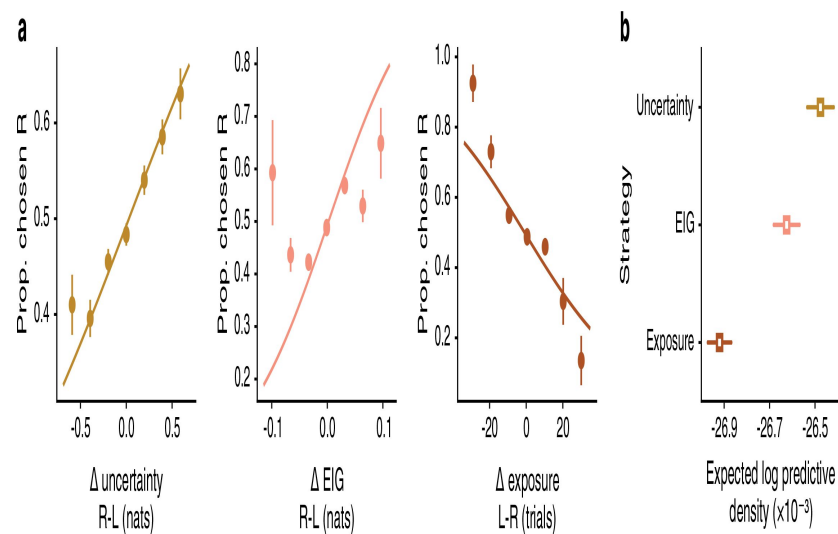 a
Prop. chosen R
0.6
0.5
0.4
-0.5
0.0
0.5
Δ uncertainty
R-L (nats)
Prop. chosen R
0.8
0.7
0.6
0.5
0.4
0.3
0.2
-0.1
0.0
0.1
Δ EIG
R-L (nats)
Prop. chosen R
1.0
0.8
0.6
0.4
0.2
-20
0
20
Δ exposure
L-R (trials)
b
Strategy
Uncertainty
EIG
Exposure
-26.9
-26.7
-26.5
Expected log predictive
density (×10⁻³)